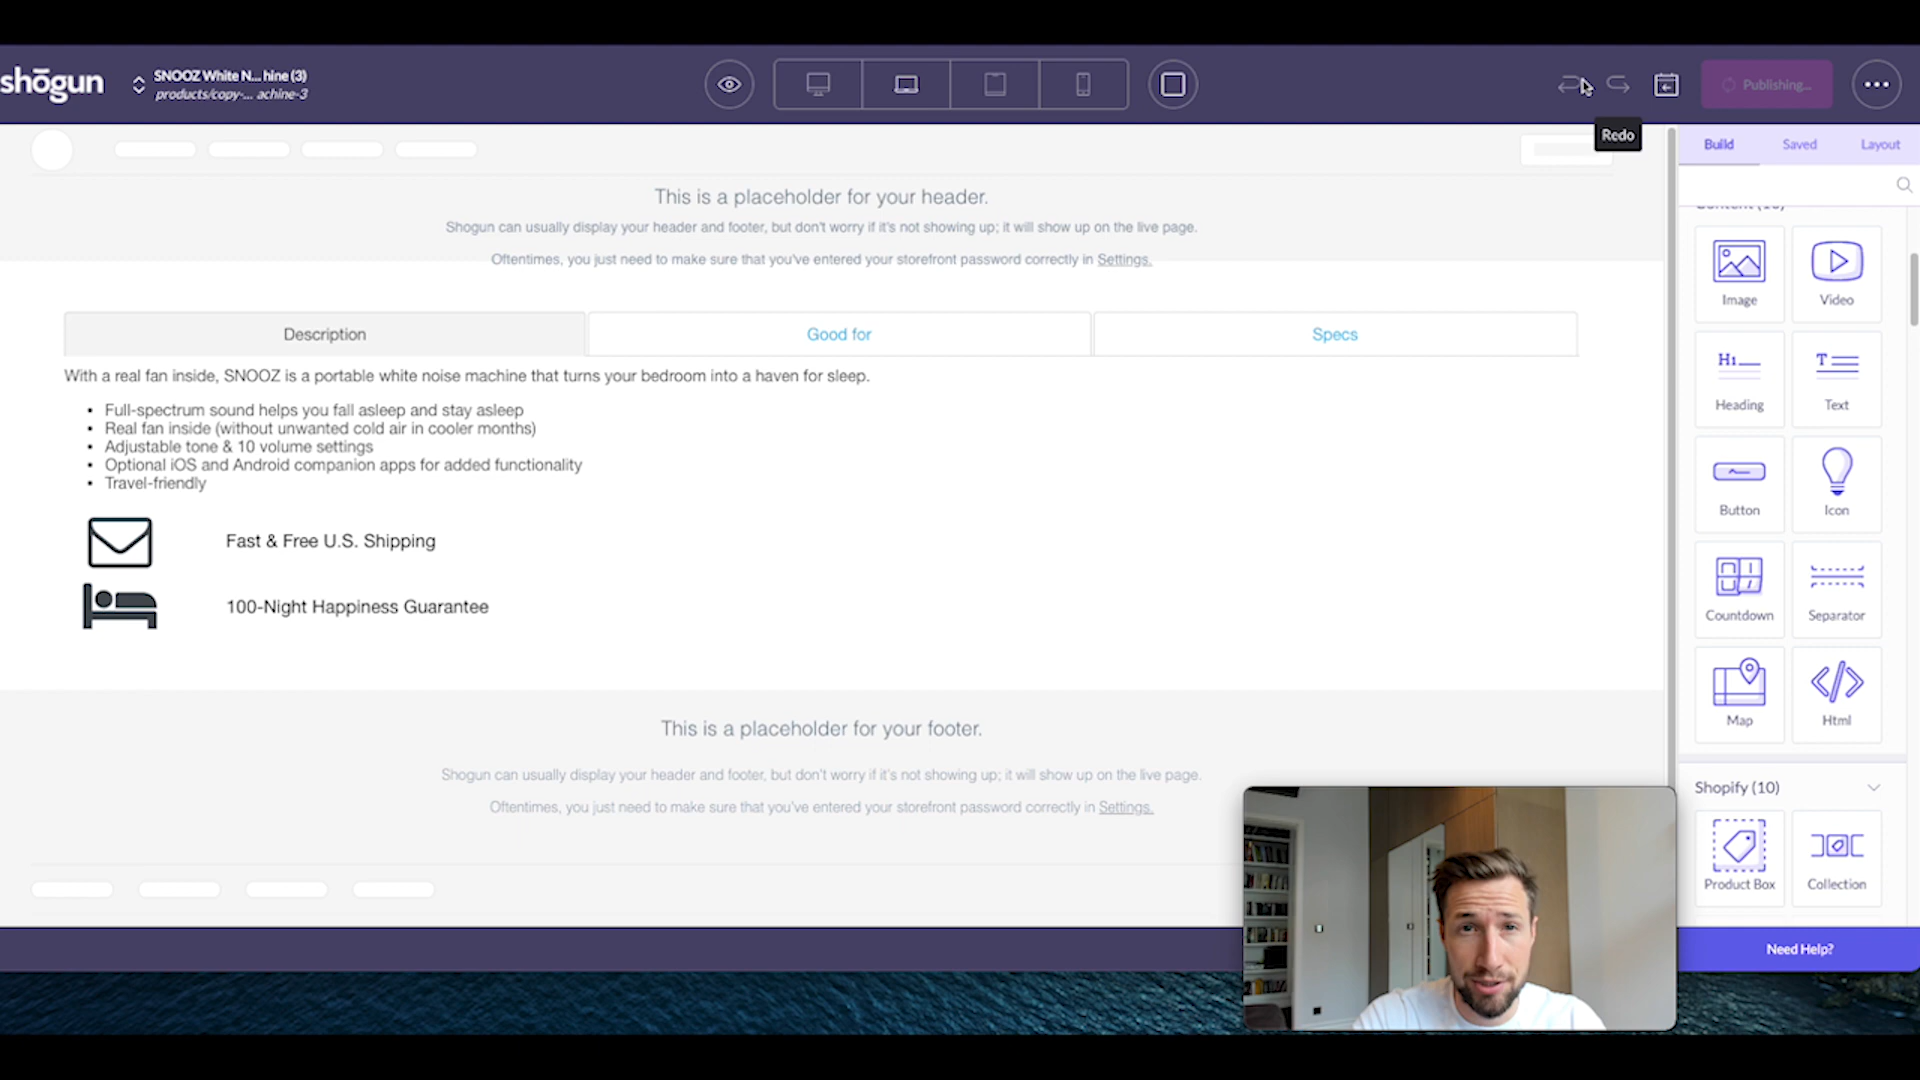 shōgun
SNOOZ White N... hine (3)
products/copy-... achine-3
Publishing...
Redo
Build
Saved
Layout
This is a placeholder for your header.
Shogun can usually display your header and footer, but don't worry if it's not showing up; it will show up on the live page.
Oftentimes, you just need to make sure that you've entered your storefront password correctly in Settings.
Content (10)
Image
Video
Description
Good for
Specs
With a real fan inside, SNOOZ is a portable white noise machine that turns your bedroom into a haven for sleep.
• Full-spectrum sound helps you fall asleep and stay asleep
• Real fan inside (without unwanted cold air in cooler months)
• Adjustable tone & 10 volume settings
• Optional iOS and Android companion apps for added functionality
• Travel-friendly
H1
Heading
T
Text
Button
Icon
Fast & Free U.S. Shipping
100-Night Happiness Guarantee
Countdown
Separator
Map
Html
This is a placeholder for your footer.
Shogun can usually display your header and footer, but don't worry if it's not showing up; it will show up on the live page.
Oftentimes, you just need to make sure that you've entered your storefront password correctly in Settings.
Shopify (10)
Product Box
Collection
Need Help?